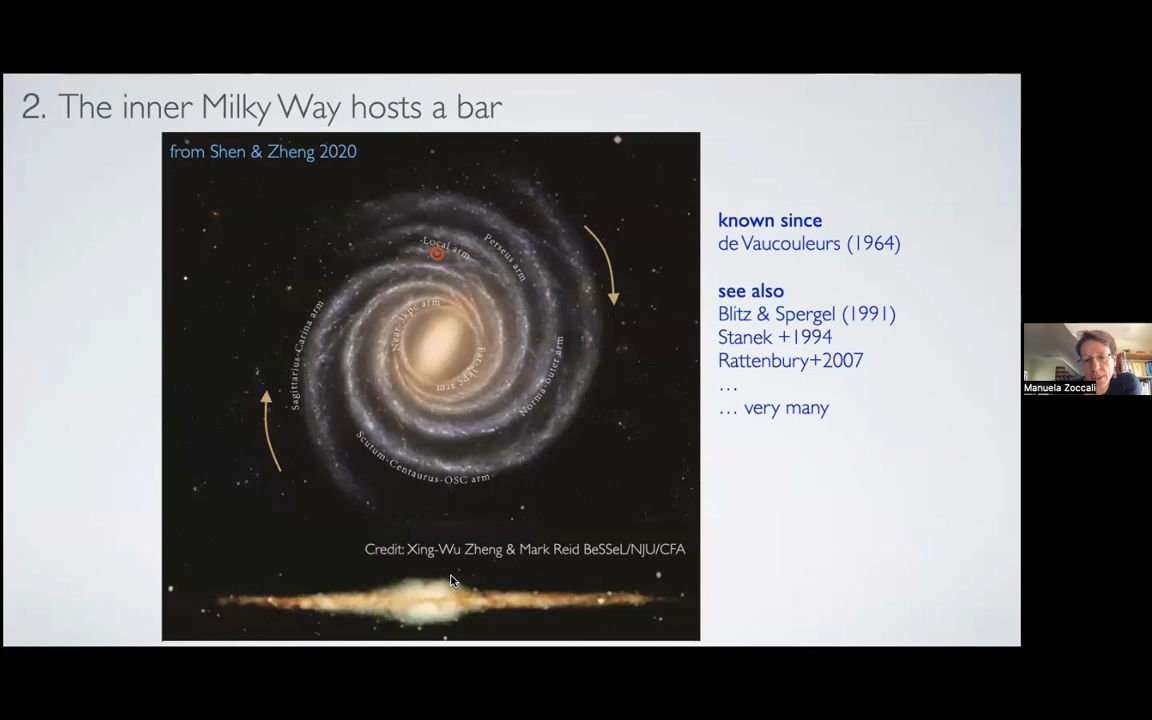 2. The inner Milky Way hosts a bar
from Shen & Zheng 2020
Local arm
Perseus arm
Near-3kpc arm
Sagittarius-Carina arm
Far-3kpc arm
Norma-outer arm
Scutum-Centaurus-OSC arm
Credit: Xing-Wu Zheng & Mark Reid BeSSeL/NJU/CFA
known since
de Vaucouleurs (1964)
see also
Blitz & Spergel (1991)
Stanek +1994
Rattenbury+2007
…
… very many
Manuela Zoccali